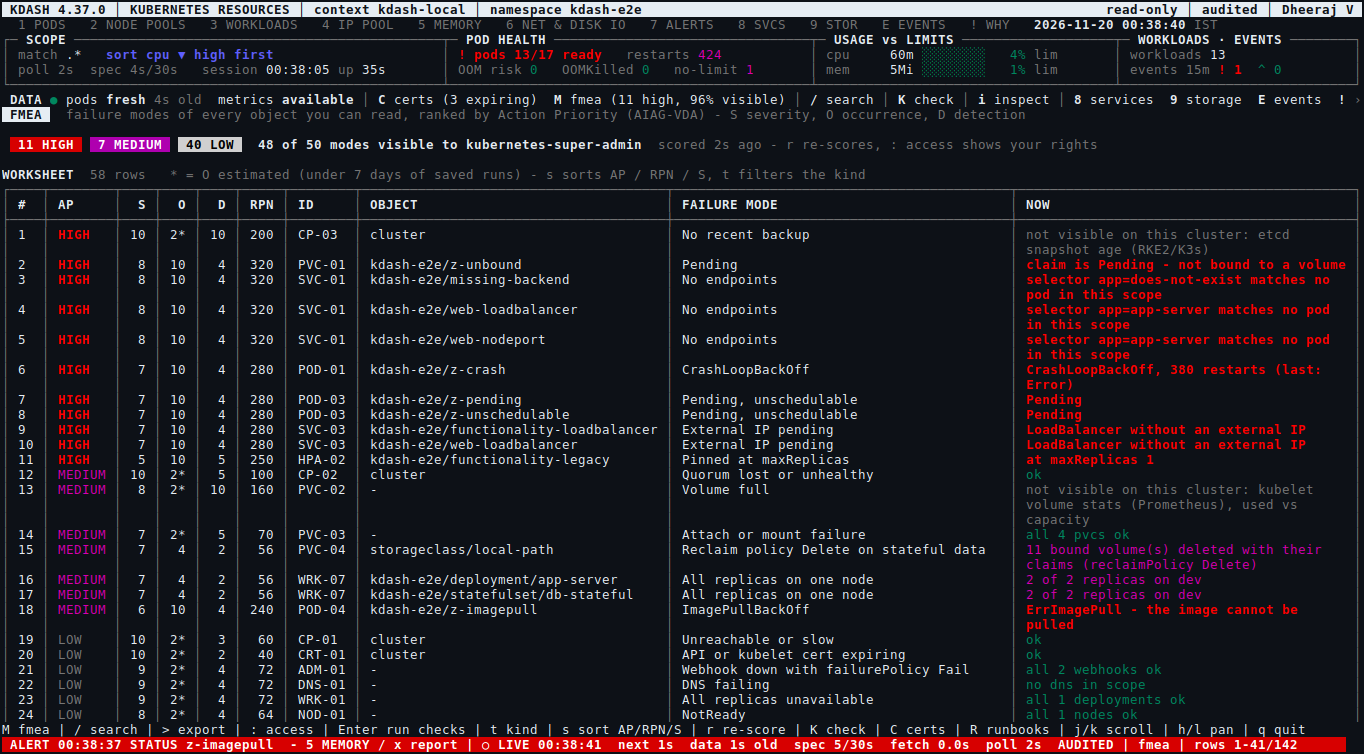 KDASH 4.37.0 │ KUBERNETES RESOURCES │ context kdash-local │ namespace kdash-e2e read-only │ audited │ Dheeraj V
1 PODS 2 NODE POOLS 3 WORKLOADS 4 IP POOL 5 MEMORY 6 NET & DISK IO 7 ALERTS 8 SVCS 9 STOR E EVENTS ! WHY 2026-11-20 00:38:40 IST
SCOPE POD HEALTH USAGE vs LIMITS WORKLOADS · EVENTS
match .* sort cpu ▼ high first ! pods 13/17 ready restarts 424 cpu 60m 4% lim workloads 13
poll 2s spec 4s/30s session 00:38:05 up 35s OOM risk 0 OOMKilled 0 no-limit 1 mem 5Mi 1% lim events 15m ! 1 ^ 0
DATA ● pods fresh 4s old metrics available │ C certs (3 expiring) M fmea (11 high, 96% visible) │ / search │ K check │ i inspect │ 8 services 9 storage E events ! ›
FMEA failure modes of every object you can read, ranked by Action Priority (AIAG-VDA) - S severity, O occurrence, D detection
11 HIGH 7 MEDIUM 40 LOW 48 of 50 modes visible to kubernetes-super-admin scored 2s ago - r re-scores, : access shows your rights
WORKSHEET 58 rows * = O estimated (under 7 days of saved runs) - s sorts AP / RPN / S, t filters the kind
# AP S O D RPN ID OBJECT FAILURE MODE NOW
1 HIGH 10 2* 10 200 CP-03 cluster No recent backup not visible on this cluster: etcd
snapshot age (RKE2/K3s)
2 HIGH 8 10 4 320 PVC-01 kdash-e2e/z-unbound Pending claim is Pending - not bound to a volume
3 HIGH 8 10 4 320 SVC-01 kdash-e2e/missing-backend No endpoints selector app=does-not-exist matches no
pod in this scope
4 HIGH 8 10 4 320 SVC-01 kdash-e2e/web-loadbalancer No endpoints selector app=app-server matches no pod
in this scope
5 HIGH 8 10 4 320 SVC-01 kdash-e2e/web-nodeport No endpoints selector app=app-server matches no pod
in this scope
6 HIGH 7 10 4 280 POD-01 kdash-e2e/z-crash CrashLoopBackOff CrashLoopBackOff, 380 restarts (last:
Error)
7 HIGH 7 10 4 280 POD-03 kdash-e2e/z-pending Pending, unschedulable Pending
8 HIGH 7 10 4 280 POD-03 kdash-e2e/z-unschedulable Pending, unschedulable Pending
9 HIGH 7 10 4 280 SVC-03 kdash-e2e/functionality-loadbalancer External IP pending LoadBalancer without an external IP
10 HIGH 7 10 4 280 SVC-03 kdash-e2e/web-loadbalancer External IP pending LoadBalancer without an external IP
11 HIGH 5 10 5 250 HPA-02 kdash-e2e/functionality-legacy Pinned at maxReplicas at maxReplicas 1
12 MEDIUM 10 2* 5 100 CP-02 cluster Quorum lost or unhealthy ok
13 MEDIUM 8 2* 10 160 PVC-02 - Volume full not visible on this cluster: kubelet
volume stats (Prometheus), used vs
capacity
14 MEDIUM 7 2* 5 70 PVC-03 - Attach or mount failure all 4 pvcs ok
15 MEDIUM 7 4 2 56 PVC-04 storageclass/local-path Reclaim policy Delete on stateful data 11 bound volume(s) deleted with their
claims (reclaimPolicy Delete)
16 MEDIUM 7 4 2 56 WRK-07 kdash-e2e/deployment/app-server All replicas on one node 2 of 2 replicas on dev
17 MEDIUM 7 4 2 56 WRK-07 kdash-e2e/statefulset/db-stateful All replicas on one node 2 of 2 replicas on dev
18 MEDIUM 6 10 4 240 POD-04 kdash-e2e/z-imagepull ImagePullBackOff ErrImagePull - the image cannot be
pulled
19 LOW 10 2* 3 60 CP-01 cluster Unreachable or slow ok
20 LOW 10 2* 2 40 CRT-01 cluster API or kubelet cert expiring ok
21 LOW 9 2* 4 72 ADM-01 - Webhook down with failurePolicy Fail all 2 webhooks ok
22 LOW 9 2* 4 72 DNS-01 - DNS failing no dns in scope
23 LOW 9 2* 4 72 WRK-01 - All replicas unavailable all 1 deployments ok
24 LOW 8 2* 4 64 NOD-01 - NotReady all 1 nodes ok
M fmea | / search | > export | : access | Enter run checks | t kind | s sort AP/RPN/S | r re-score | K check | C certs | R runbooks | j/k scroll | h/l pan | q quit
ALERT 00:38:37 STATUS z-imagepull - 5 MEMORY / x report | ○ LIVE 00:38:41 next 1s data 1s old spec 5/30s fetch 0.0s poll 2s AUDITED | fmea | rows 1-41/142